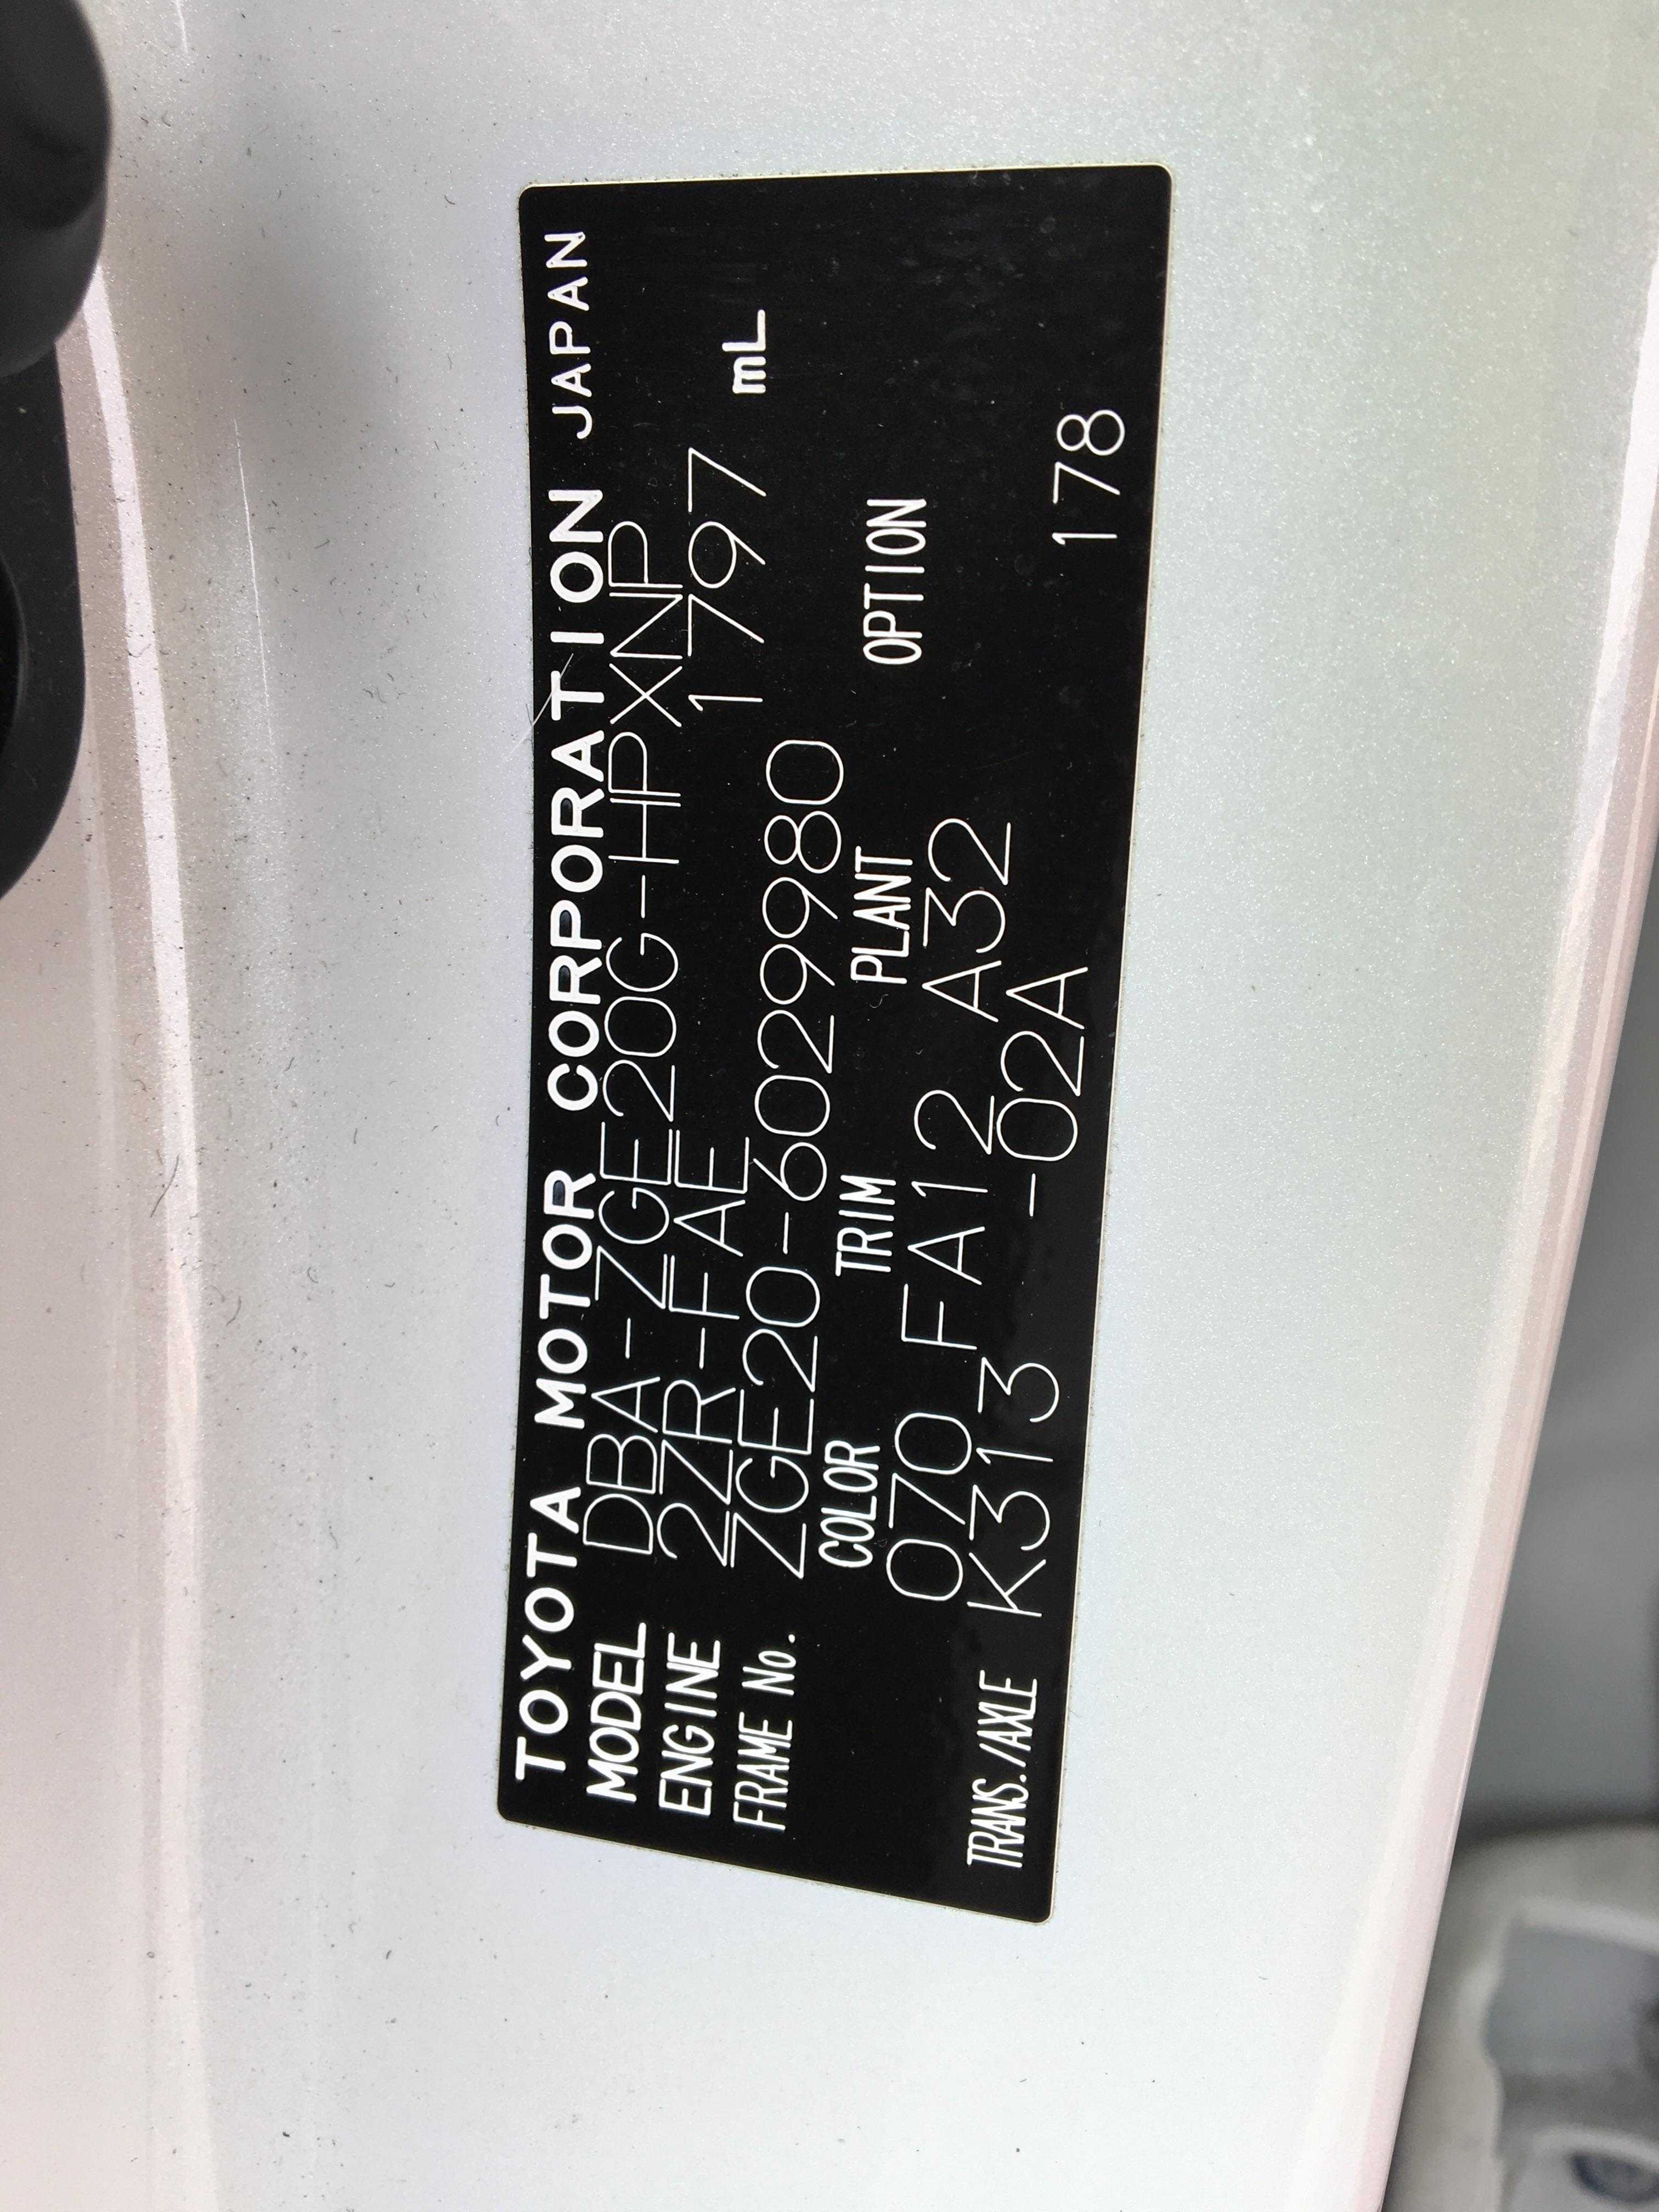 TOYOTA MOTOR CORPORATION JAPAN
MODEL DBA-ZGE20G-HPXNP
ENGINE 2ZR-FAE 1797 mL
FRAME No. ZGE20-6029980
COLOR TRIM PLANT OPTION
070 FA12 A32
TRANS./AXLE K313 -02A 178